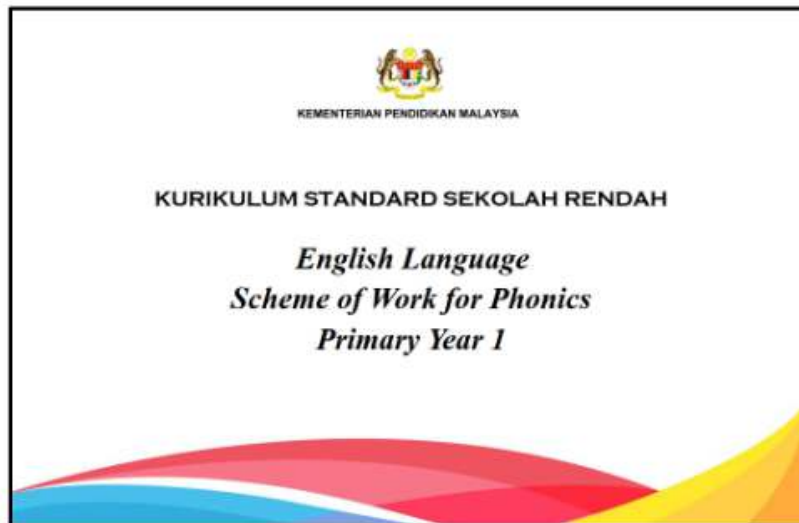 KEMENTERIAN PENDIDIKAN MALAYSIA
KURIKULUM STANDARD SEKOLAH RENDAH
English Language
Scheme of Work for Phonics
Primary Year 1